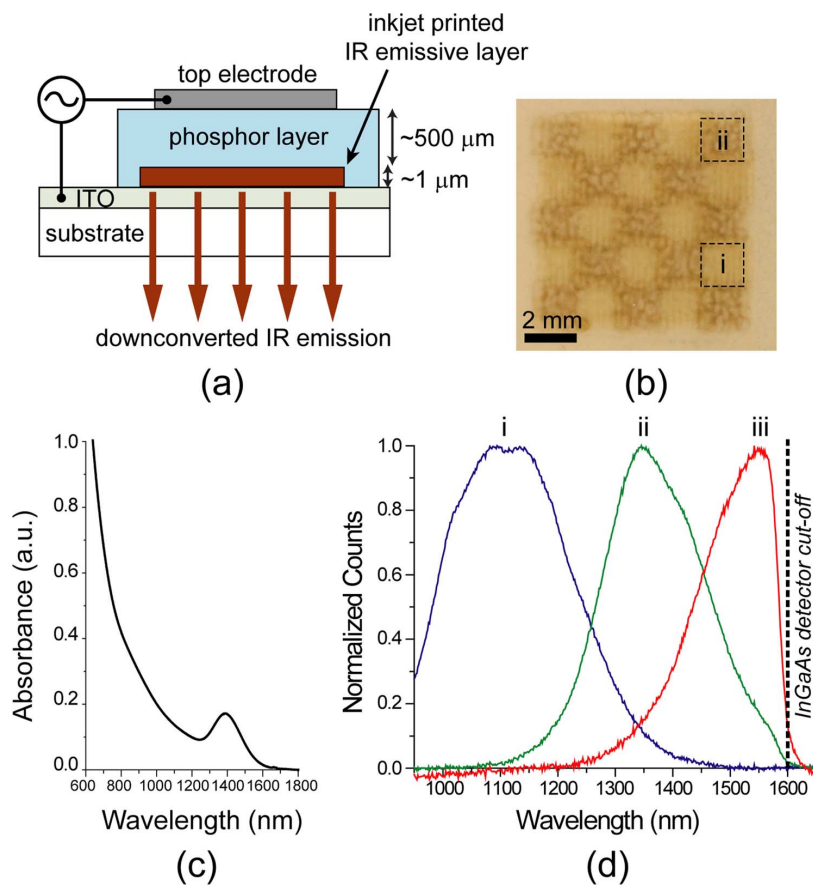 inkjet printed
IR emissive layer
top electrode
phosphor layer
~500 μm
~1 μm
ITO
substrate
downconverted IR emission
(a)
ii
i
2 mm
(b)
1.0
0.8
0.6
0.4
0.2
0.0
600 800 1000 1200 1400 1600 1800
Absorbance (a.u.)
Wavelength (nm)
(c)
i ii iii
1.0
0.8
0.6
0.4
0.2
0.0
1000 1100 1200 1300 1400 1500 1600
Normalized Counts
InGaAs detector cut-off
Wavelength (nm)
(d)